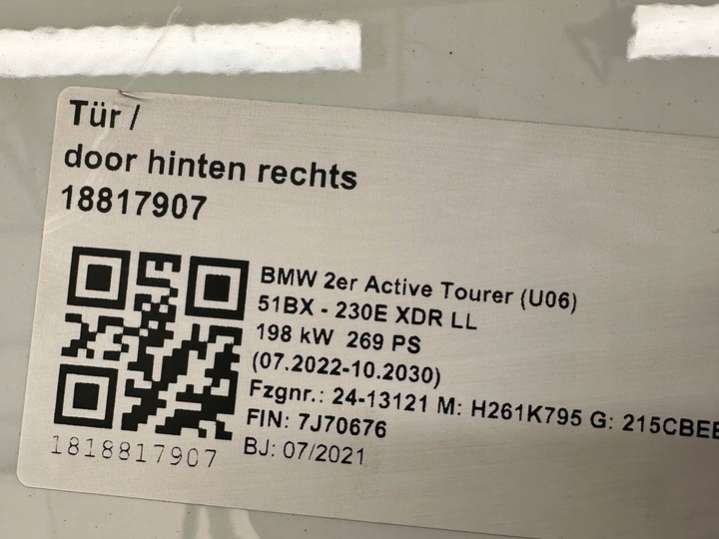 Tür /
door hinten rechts
18817907
BMW 2er Active Tourer (U06)
51BX - 230E XDR LL
198 kW 269 PS
(07.2022-10.2030)
Fzgnr.: 24-13121 M: H261K795 G: 215CBEE
FIN: 7J70676
BJ: 07/2021
1818817907